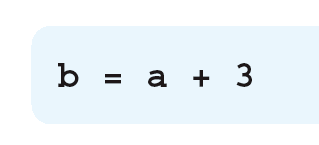 b = a + 3